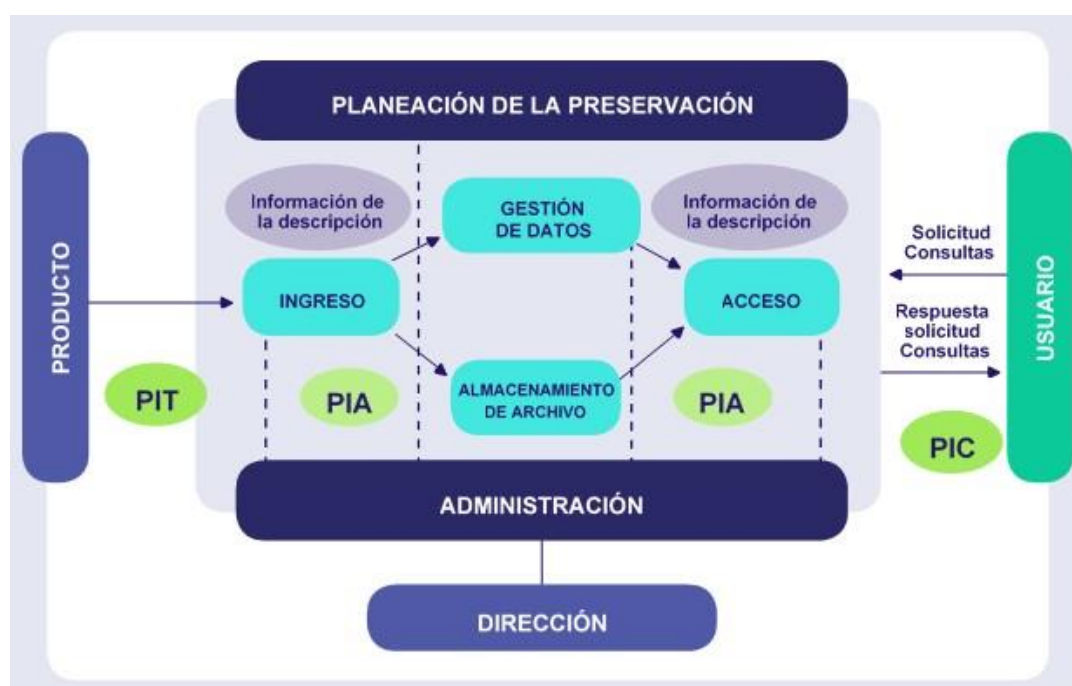 PLANEACIÓN DE LA PRESERVACIÓN
PRODUCTO
PIT
Información de
la descripción
INGRESO
PIA
GESTIÓN
DE DATOS
ALMACENAMIENTO
DE ARCHIVO
Información de
la descripción
ACCESO
PIA
Solicitud
Consultas
Respuesta
solicitud
Consultas
PIC
USUARIO
ADMINISTRACIÓN
DIRECCIÓN